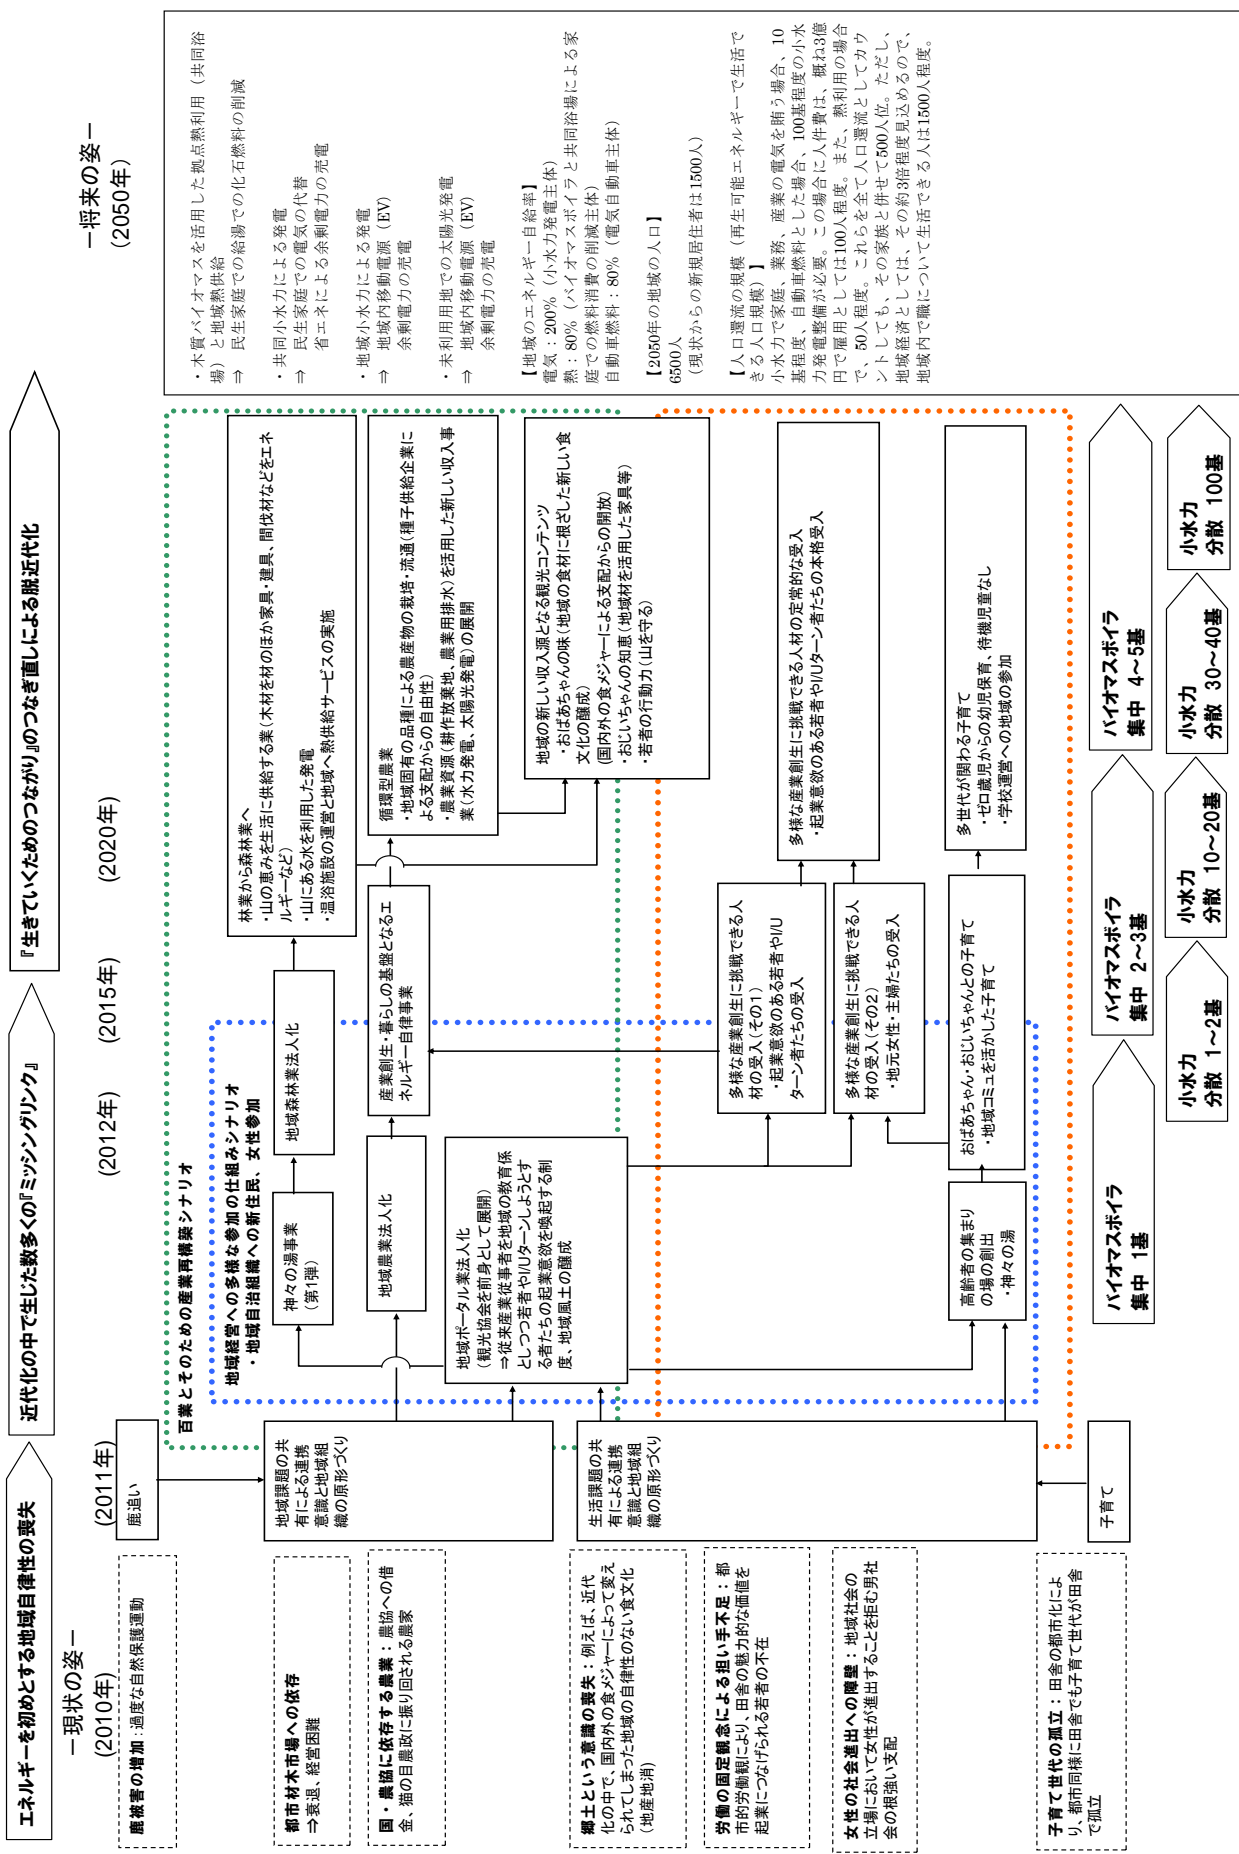 エネルギーを初めとする地域自律性の喪失
近代化の中で生じた数多くの『ミッシングリンク』
『生きていくためのつながり』のつなぎ直しによる脱近代化
－現状の姿－
(2010年)
(2011年)
(2012年)
(2015年)
(2020年)
－将来の姿－
(2050年)
鹿被害の増加:過度な自然保護運動
都市材木市場への依存
⇒衰退、経営困難
国・農協に依存する農業：農協への借
金、猫の目農政に振り回される農家
郷土という意識の喪失：例えば、近代
化の中で、国内外の食メジャーによって変え
られてしまった地域の自律性のない食文化
(地産地消)
労働の固定観念による担い手不足：都
市的労働観により、田舎の魅力的な価値を
起業につなげられる若者の不在
女性の社会進出への障壁：地域社会の
立場において女性が進出することを拒む男社
会の根強い支配
子育て世代の孤立：田舎の都市化によ
り、都市同様に田舎でも子育て世代が田舎
で孤立
鹿追い
地域課題の共
有による連携
意識と地域組
織の原形づくり
生活課題の共
有による連携
意識と地域組
織の原形づくり
子育て
百業とそのための産業再構築シナリオ
地域経営への多様な参加の仕組みシナリオ
・地域自治組織への新住民、女性参加
神々の湯事業
(第1弾)
地域森林業法人化
地域農業法人化
産業創生・暮らしの基盤となるエ
ネルギー自律事業
地域ポータル業法人化
(観光協会を前身として展開)
⇒従来産業従事者を地域の教育係
としつつ若者やI/Uターンしようとす
る者たちの起業意欲を喚起する制
度、地域風土の醸成
多様な産業創生に挑戦できる人
材の受入(その1)
・起業意欲のある若者やI/U
ターン者たちの受入
多様な産業創生に挑戦できる人
材の受入(その2)
・地元女性・主婦たちの受入
高齢者の集まり
の場の創出
・神々の湯
おばあちゃん・おじいちゃんとの子育て
・地域コミュを活かした子育て
林業から森林業へ
・山の恵みを生活に供給する業(木材を材のほか家具・建具、間伐材などをエネ
ルギーなど)
・山にある水を利用した発電
・温浴施設の運営と地域へ熱供給サービスの実施
循環型農業
・地域固有の品種による農産物の栽培・流通(種子供給企業に
よる支配からの自由性)
・農業資源(耕作放棄地、農業用排水)を活用した新しい収入事
業(水力発電、太陽光発電)の展開
地域の新しい収入源となる観光コンテンツ
・おばあちゃんの味(地域の食材に根ざした新しい食
文化の醸成)
(国内外の食メジャーによる支配からの開放)
・おじいちゃんの知恵(地域材を活用した家具等)
・若者の行動力(山を守る)
多様な産業創生に挑戦できる人材の定常的な受入
・起業意欲のある若者やI/Uターン者たちの本格受入
多世代が関わる子育て
・ゼロ歳児からの幼児保育、待機児童なし
・学校運営への地域の参加
バイオマスボイラ
集中 1基
バイオマスボイラ
集中 2～3基
バイオマスボイラ
集中 4～5基
小水力
分散 1～2基
小水力
分散 10～20基
小水力
分散 30～40基
小水力
分散 100基
・木質バイオマスを活用した拠点熱利用（共同浴
場）と地域熱供給
⇒ 民生家庭での給湯での化石燃料の削減
・共同小水力による発電
⇒ 民生家庭での電気の代替
省エネによる余剰電力の売電
・地域小水力による発電
⇒ 地域内移動電源（EV）
余剰電力の売電
・未利用用地での太陽光発電
⇒ 地域内移動電源（EV）
余剰電力の売電
【地域のエネルギー自給率】
電気：200%（小水力発電主体）
熱：80%（バイオマスボイラと共同浴場による家
庭での燃料消費の削減主体）
自動車燃料：80%（電気自動車主体）
【2050年の地域の人口】
6500人
（現状からの新規居住者は1500人）
【人口還流の規模（再生可能エネルギーで生活で
きる人口規模）】
小水力で家庭、業務、産業の電気を賄う場合、10
基程度、自動車燃料とした場合、100基程度の小水
力発電整備が必要。この場合に人件費は、概ね3億
円で雇用としては100人程度。また、熱利用の場合
で、50人程度。これらを全て人口還流としてカウ
ントしても、その家族と併せて500人位。ただし、
地域経済としては、その約3倍程度見込めるので、
地域内で職について生活できる人は1500人程度。